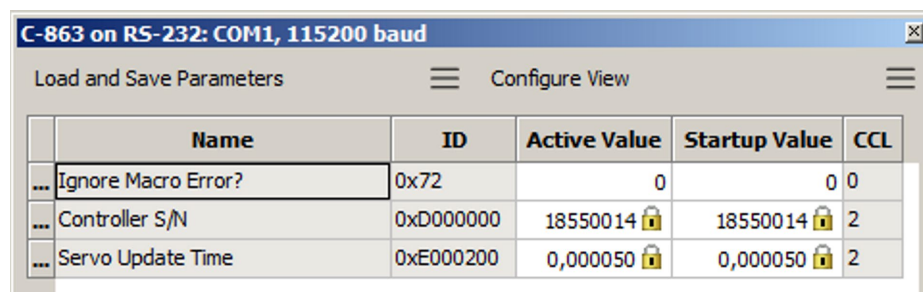 C-863 on RS-232: COM1, 115200 baud
Load and Save Parameters Configure View
Name ID Active Value Startup Value CCL
... Ignore Macro Error? 0x72 0 0 0
... Controller S/N 0xD000000 18550014 18550014 2
... Servo Update Time 0xE000200 0,000050 0,000050 2